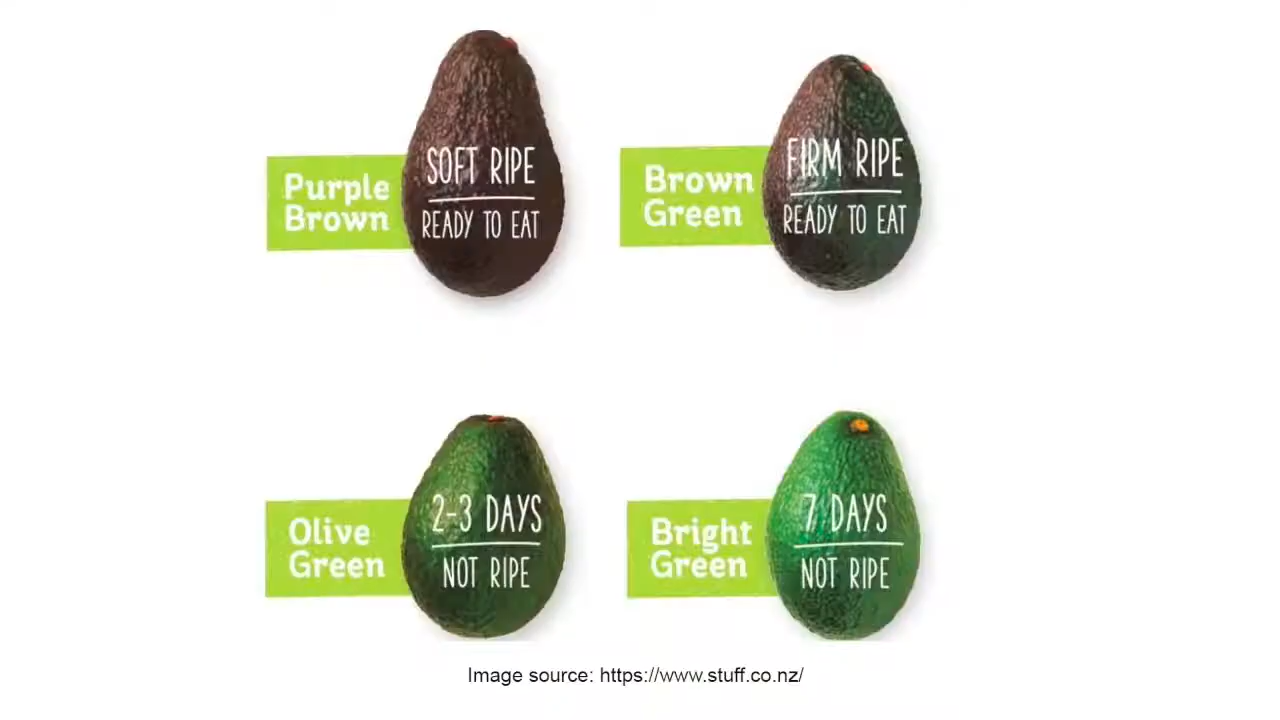 Purple
Brown
SOFT RIPE
READY TO EAT
Brown
Green
FIRM RIPE
READY TO EAT
Olive
Green
2-3 DAYS
NOT RIPE
Bright
Green
7 DAYS
NOT RIPE
Image source: https://www.stuff.co.nz/